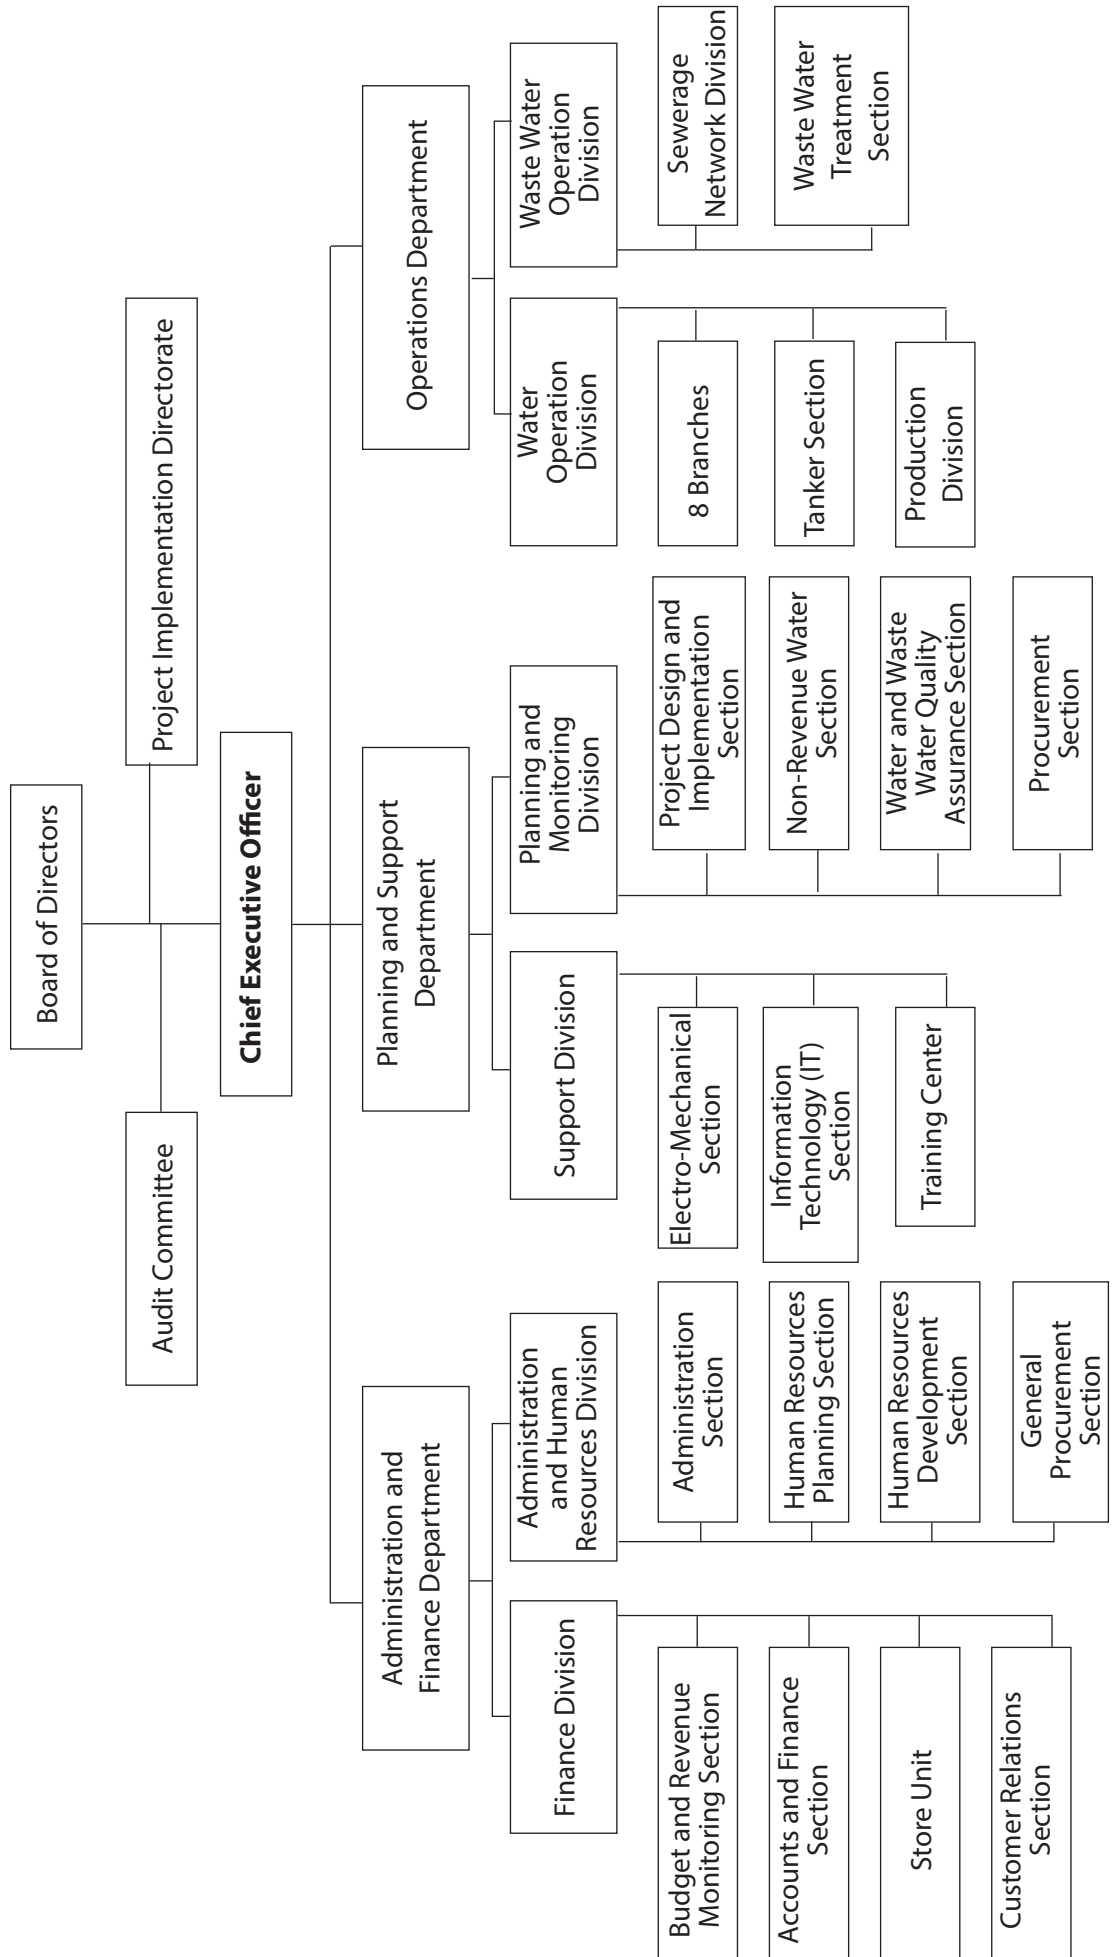 Board of Directors
Audit Committee
Project Implementation Directorate
Chief Executive Officer
Administration and
Finance Department
Planning and Support
Department
Operations Department
Finance Division
Administration
and Human
Resources Division
Support Division
Planning and
Monitoring
Division
Water
Operation
Division
Waste Water
Operation
Division
Budget and Revenue
Monitoring Section
Accounts and Finance
Section
Store Unit
Customer Relations
Section
Administration
Section
Human Resources
Planning Section
Human Resources
Development
Section
General
Procurement
Section
Electro-Mechanical
Section
Information
Technology (IT)
Section
Training Center
Project Design and
Implementation
Section
Non-Revenue Water
Section
Water and Waste
Water Quality
Assurance Section
Procurement
Section
8 Branches
Tanker Section
Production
Division
Sewerage
Network Division
Waste Water
Treatment
Section